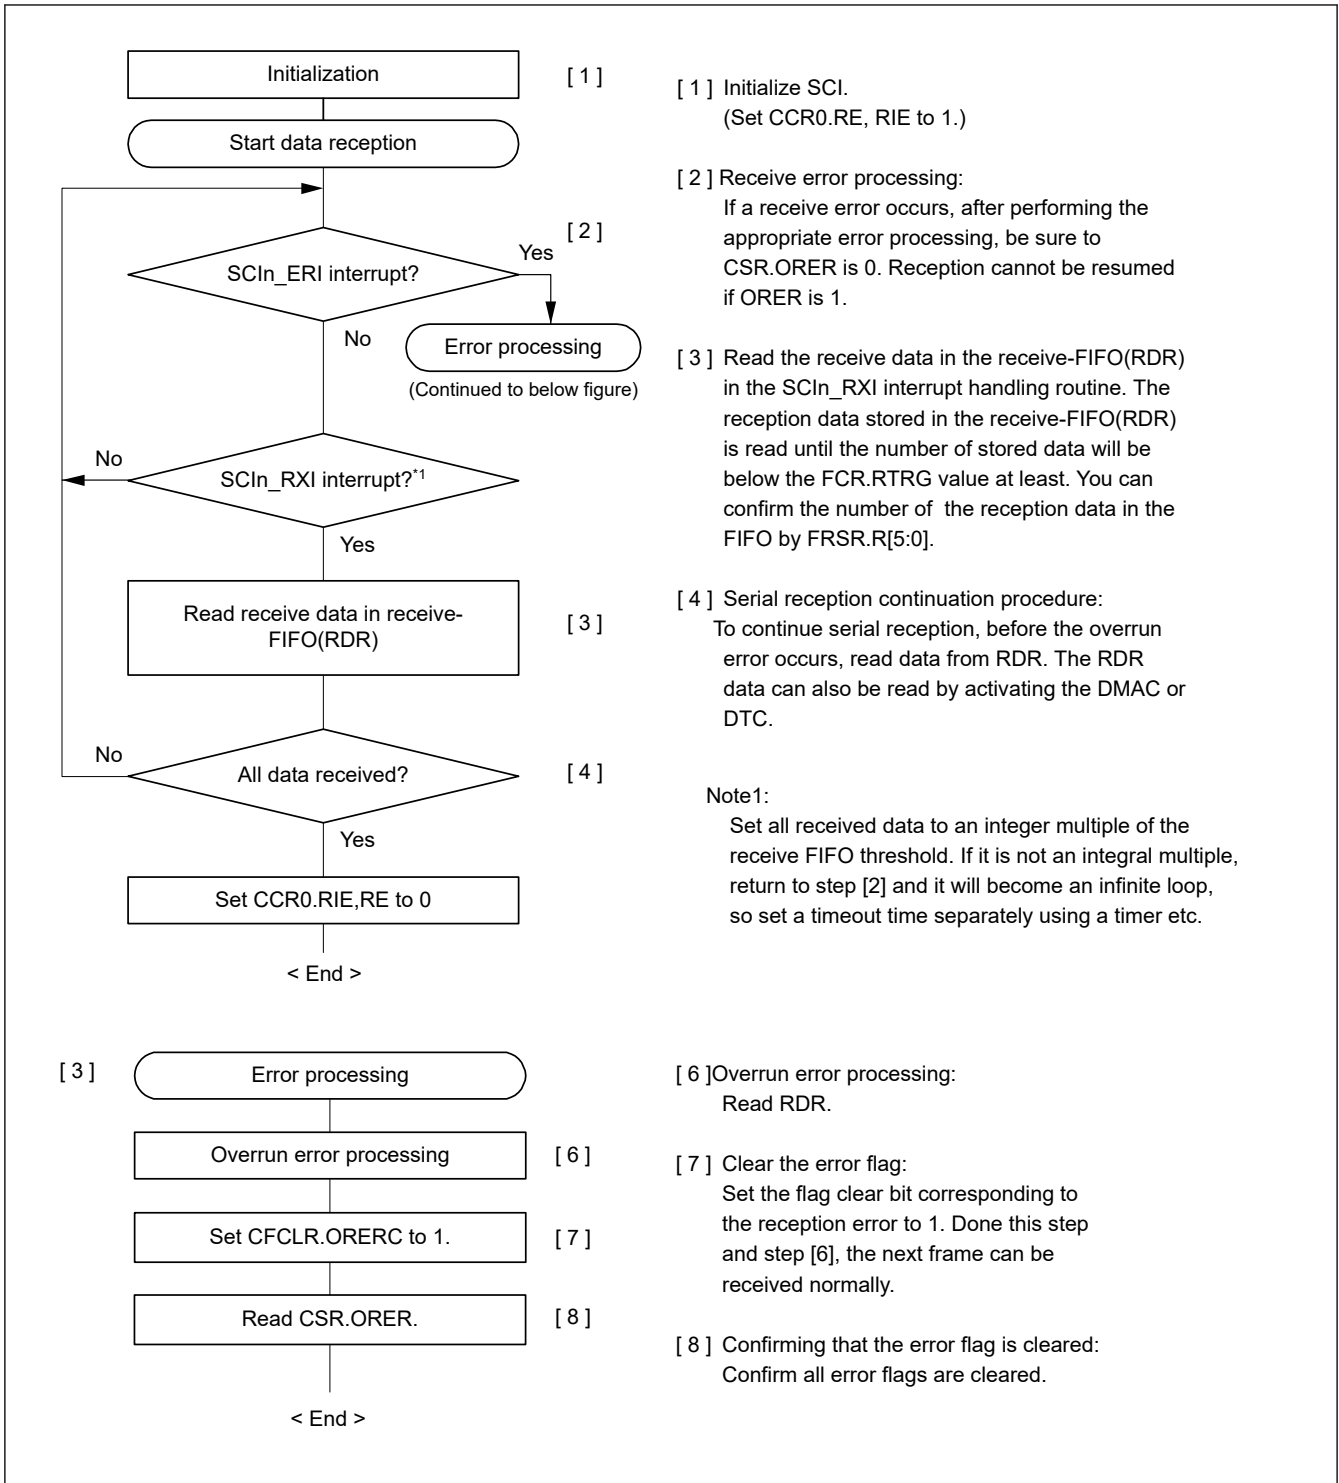 Initialization
[ 1 ]
Start data reception
[ 2 ]
Yes
SCIn_ERI interrupt?
No
Error processing
(Continued to below figure)
No
SCIn_RXI interrupt?*1
Yes
Read receive data in receive-
FIFO(RDR)
[ 3 ]
No
All data received?
[ 4 ]
Yes
Set CCR0.RIE,RE to 0
< End >
[ 1 ] Initialize SCI.
(Set CCR0.RE, RIE to 1.)
[ 2 ] Receive error processing:
If a receive error occurs, after performing the
appropriate error processing, be sure to
CSR.ORER is 0. Reception cannot be resumed
if ORER is 1.
[ 3 ] Read the receive data in the receive-FIFO(RDR)
in the SCIn_RXI interrupt handling routine. The
reception data stored in the receive-FIFO(RDR)
is read until the number of stored data will be
below the FCR.RTRG value at least. You can
confirm the number of  the reception data in the
FIFO by FRSR.R[5:0].
[ 4 ] Serial reception continuation procedure:
To continue serial reception, before the overrun
error occurs, read data from RDR. The RDR
data can also be read by activating the DMAC or
DTC.
Note1:
Set all received data to an integer multiple of the
receive FIFO threshold. If it is not an integral multiple,
return to step [2] and it will become an infinite loop,
so set a timeout time separately using a timer etc.
[ 3 ]
Error processing
Overrun error processing
[ 6 ]
Set CFCLR.ORERC to 1.
[ 7 ]
Read CSR.ORER.
[ 8 ]
< End >
[ 6 ]Overrun error processing:
Read RDR.
[ 7 ] Clear the error flag:
Set the flag clear bit corresponding to
the reception error to 1. Done this step
and step [6], the next frame can be
received normally.
[ 8 ] Confirming that the error flag is cleared:
Confirm all error flags are cleared.